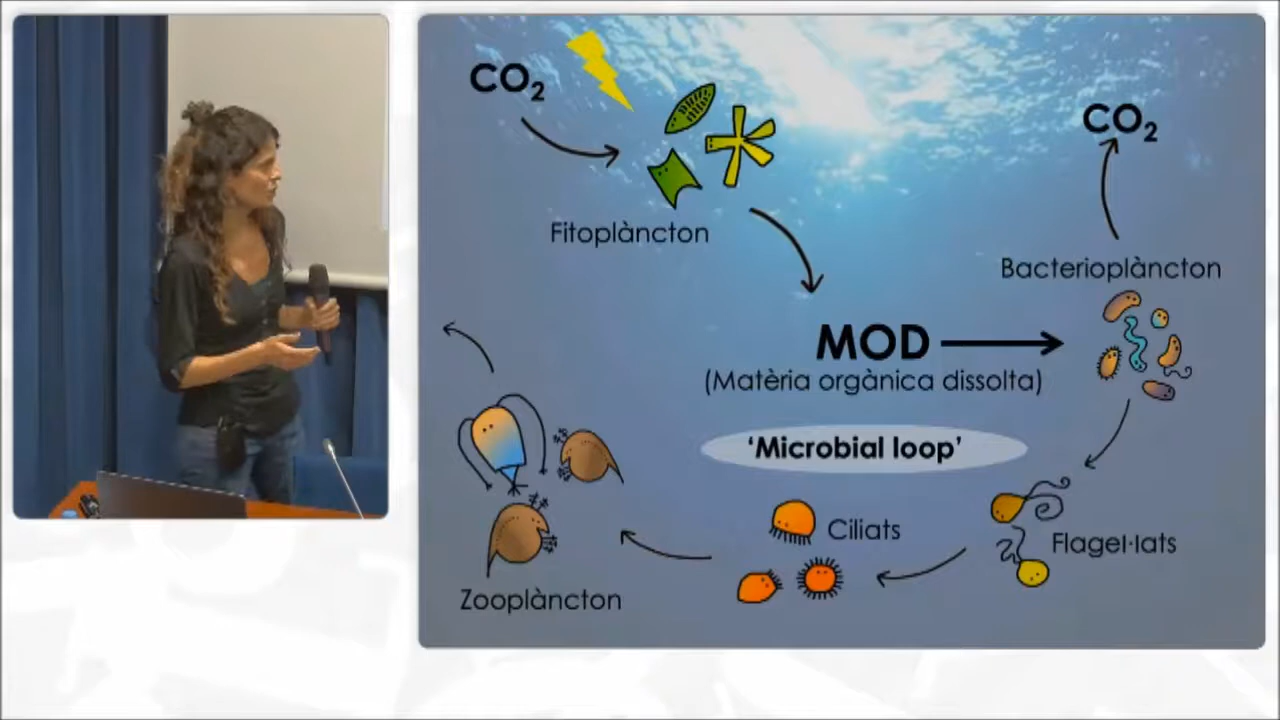 CO₂
CO₂
Fitoplàncton
Bacterioplàncton
MOD
(Matèria orgànica dissolta)
'Microbial loop'
Ciliats
Flagel·lats
Zooplàncton